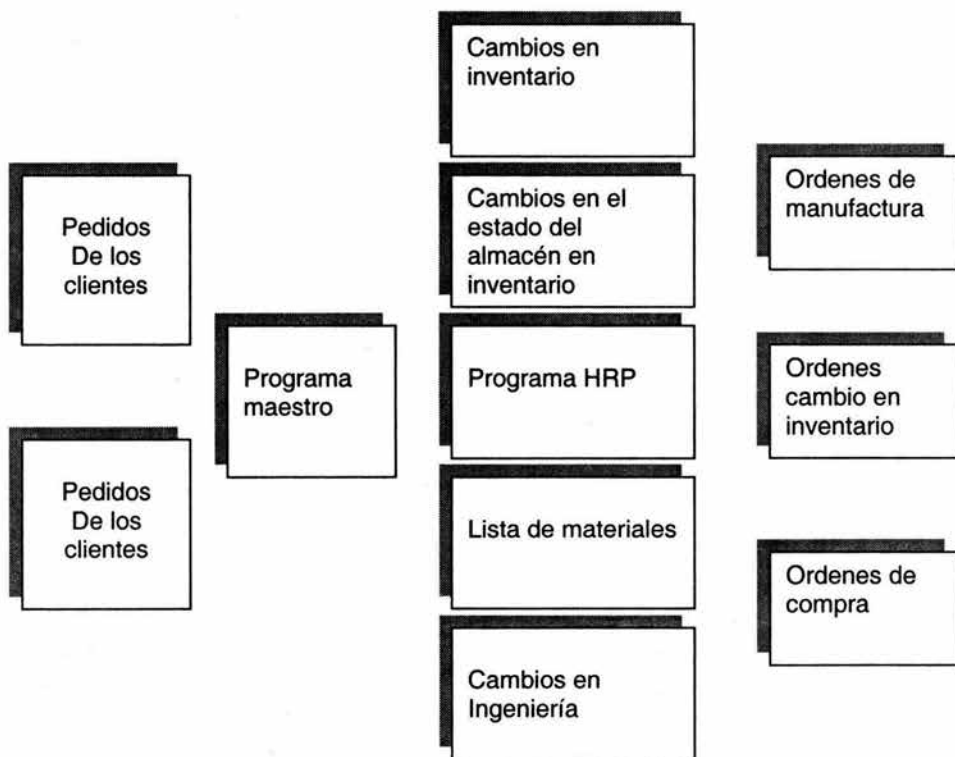 Pedidos
De los
clientes
Pedidos
De los
clientes
Programa
maestro
Cambios en
inventario
Cambios en el
estado del
almacén en
inventario
Programa HRP
Lista de materiales
Cambios en
Ingeniería
Ordenes de
manufactura
Ordenes
cambio en
inventario
Ordenes de
compra